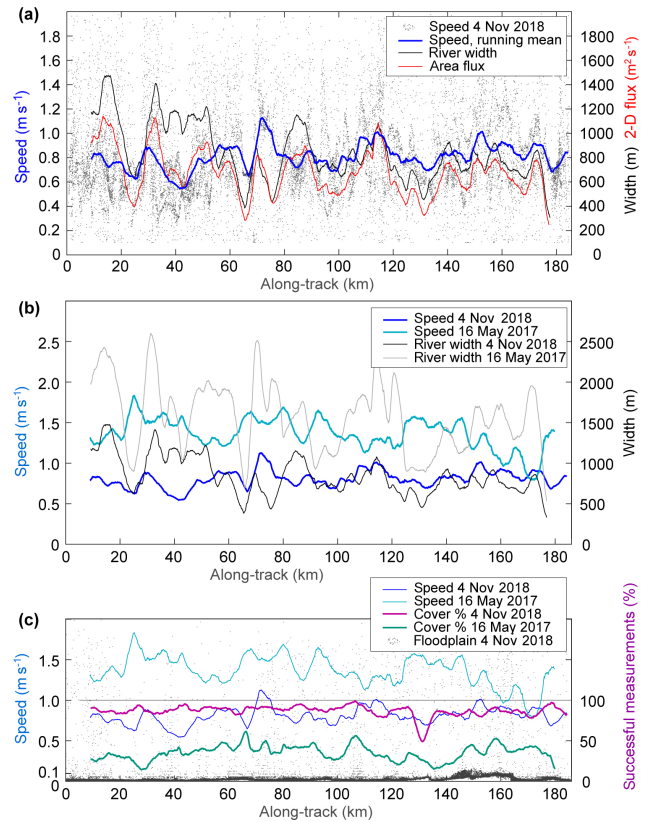 (a)
Speed 4 Nov 2018
Speed, running mean
River width
Area flux
Speed (m s⁻¹)
1.8
1.6
1.4
1.2
1.0
0.8
0.6
0.4
0.2
0
1800
1600
1400
1200
1000
800
600
400
200
0
Width (m) 2-D flux (m² s⁻¹)
0 20 40 60 80 100 120 140 160 180
Along-track (km)
(b)
Speed 4 Nov 2018
Speed 16 May 2017
River width 4 Nov 2018
River width 16 May 2017
Speed (m s⁻¹)
2.5
2.0
1.5
1.0
0.5
0
2500
2000
1500
1000
500
0
Width (m)
0 20 40 60 80 100 120 140 160 180
Along-track (km)
(c)
Speed 4 Nov 2018
Speed 16 May 2017
Cover % 4 Nov 2018
Cover % 16 May 2017
Floodplain 4 Nov 2018
Speed (m s⁻¹)
1.5
1.0
0.5
0.1
0
100
50
0
Successful measurements (%)
0 20 40 60 80 100 120 140 160 180
Along-track (km)